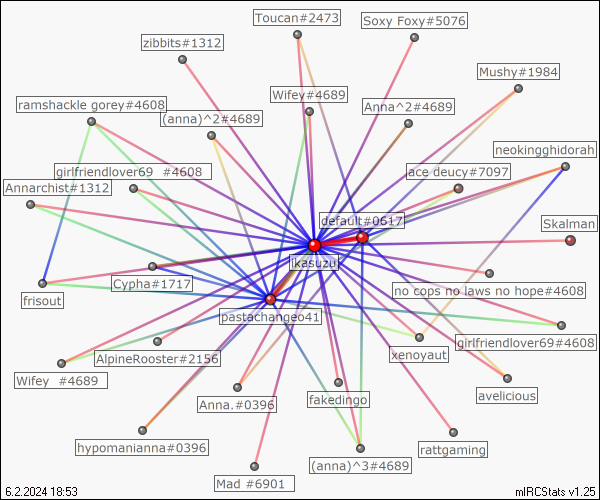 Toucan#2473
Soxy Foxy#5076
zibbits#1312
Mushy#1984
Wifey#4689
ramshackle gorey#4608
Anna^2#4689
(anna)^2#4689
neokingghidorah
girlfriendlover69 #4608
ace deucy#7097
Annarchist#1312
default#0617
Skalman
ikasuzu
Cypha#1717
no cops no laws no hope#4608
frisout
pastachangeo41
girlfriendlover69#4608
AlpineRooster#2156
xenoyaut
Wifey #4689
avelicious
fakedingo
Anna.#0396
hypomanianna#0396
rattgaming
(anna)^3#4689
Mad #6901
6.2.2024 18:53
mIRCStats v1.25